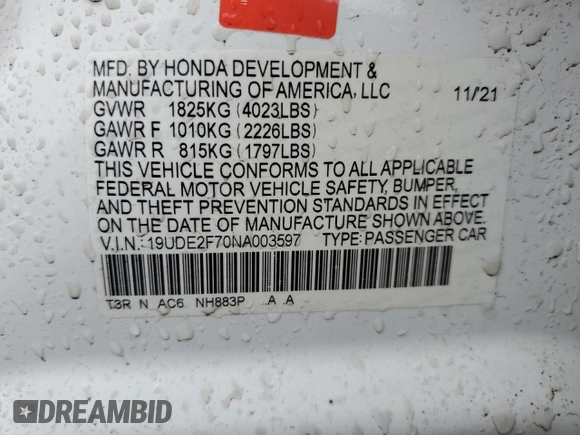 MFD. BY HONDA DEVELOPMENT &
MANUFACTURING OF AMERICA, LLC 11/21
GVWR 1825KG (4023LBS)
GAWR F 1010KG (2226LBS)
GAWR R 815KG (1797LBS)
THIS VEHICLE CONFORMS TO ALL APPLICABLE
FEDERAL MOTOR VEHICLE SAFETY, BUMPER,
AND THEFT PREVENTION STANDARDS IN EFFECT
ON THE DATE OF MANUFACTURE SHOWN ABOVE.
V.I.N.: 19UDE2F70NA003597 TYPE: PASSENGER CAR
T3R N AC6 NH883P .A .A
DREAMBID